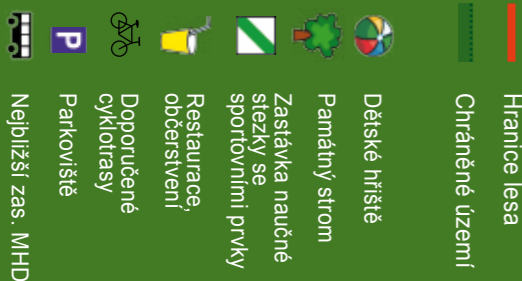 Hranice lesa
Chráněné území
Dětské hřiště
Památný strom
Zastávka naučné
stezky se
sportovními prvky
Restaurace,
občerstvení
Doporučené
cyklotrasy
P Parkoviště
Nejbližší zas. MHD